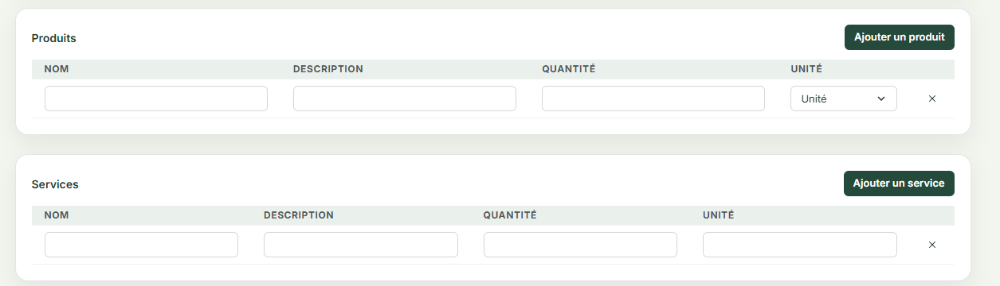 Produits
Ajouter un produit
NOM DESCRIPTION QUANTITÉ UNITÉ
Unité
Services
Ajouter un service
NOM DESCRIPTION QUANTITÉ UNITÉ